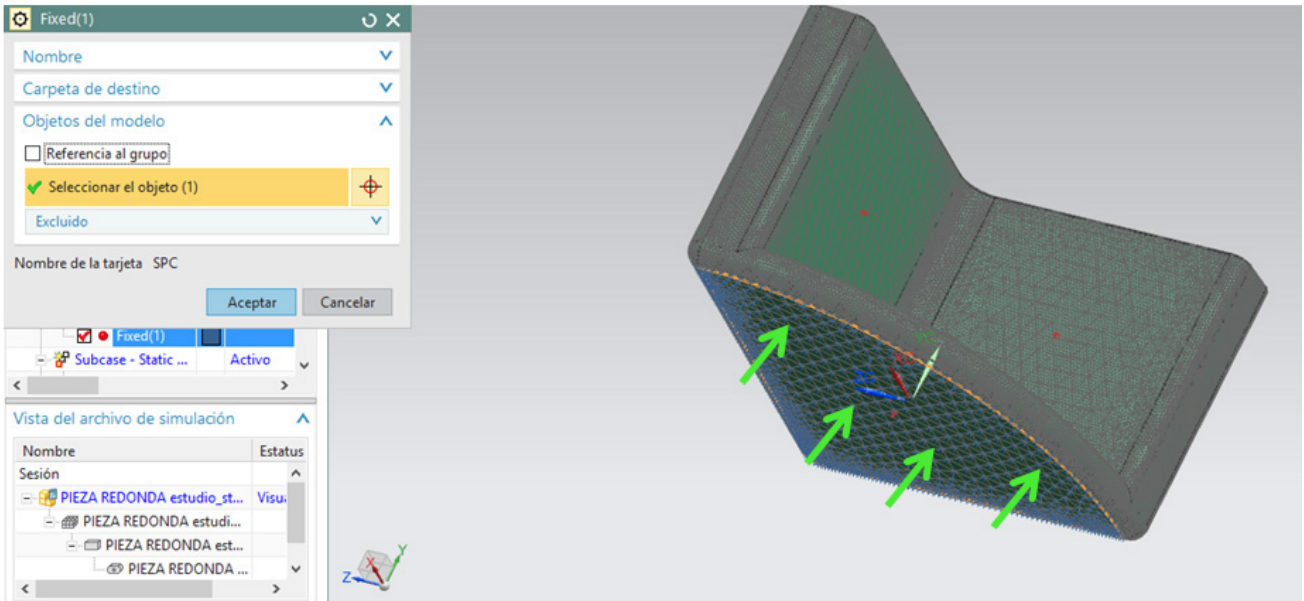 Fixed(1)
Nombre
Carpeta de destino
Objetos del modelo
Referencia al grupo
Seleccionar el objeto (1)
Excluido
Nombre de la tarjeta SPC
Aceptar Cancelar
Fixed(1)
Subcase - Static ... Activo
Vista del archivo de simulación
Nombre Estatus
Sesión
PIEZA REDONDA estudio_st... Visu
PIEZA REDONDA estudi...
PIEZA REDONDA est...
PIEZA REDONDA ...
ZC
X
Y
Z